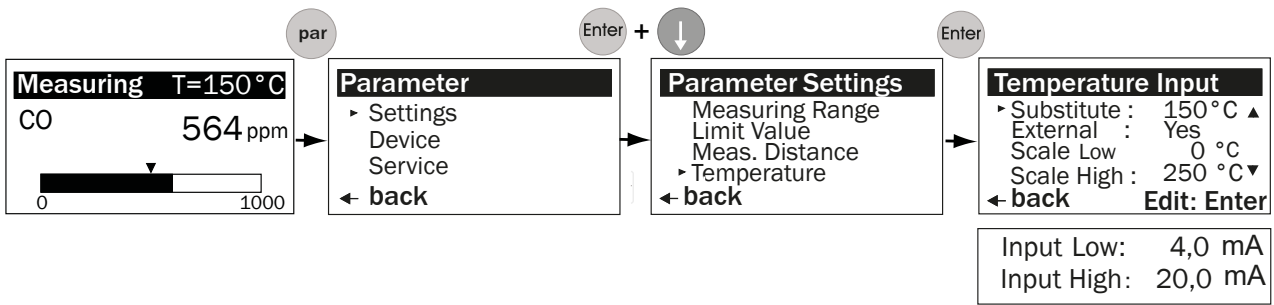 par
Enter + ↓
Enter
Measuring T=150°C
CO
564 ppm
0 1000
Parameter
▸ Settings
Device
Service
← back
Parameter Settings
Measuring Range
Limit Value
Meas. Distance
▸ Temperature
← back
Temperature Input
▸ Substitute : 150°C ▲
External : Yes
Scale Low 0 °C
Scale High : 250 °C ▼
← back Edit: Enter
Input Low: 4,0 mA
Input High: 20,0 mA